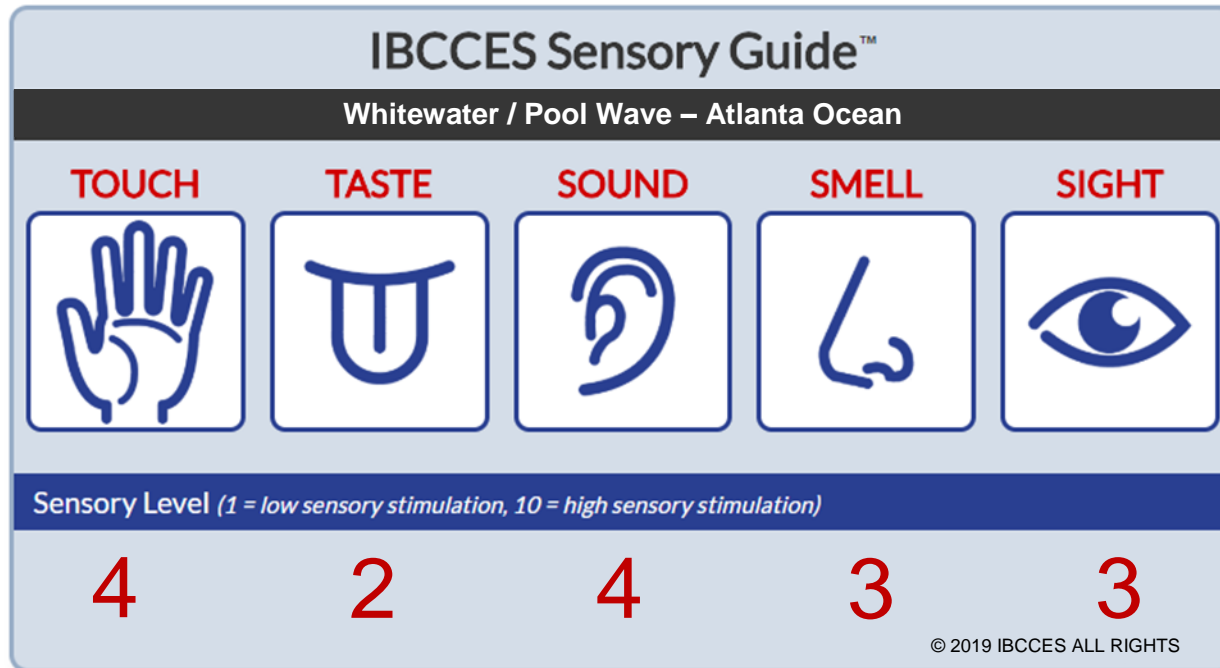 IBCCES Sensory Guide™
Whitewater / Pool Wave – Atlanta Ocean
TOUCH TASTE SOUND SMELL SIGHT
Sensory Level (1 = low sensory stimulation, 10 = high sensory stimulation)
4 2 4 3 3
© 2019 IBCCES ALL RIGHTS